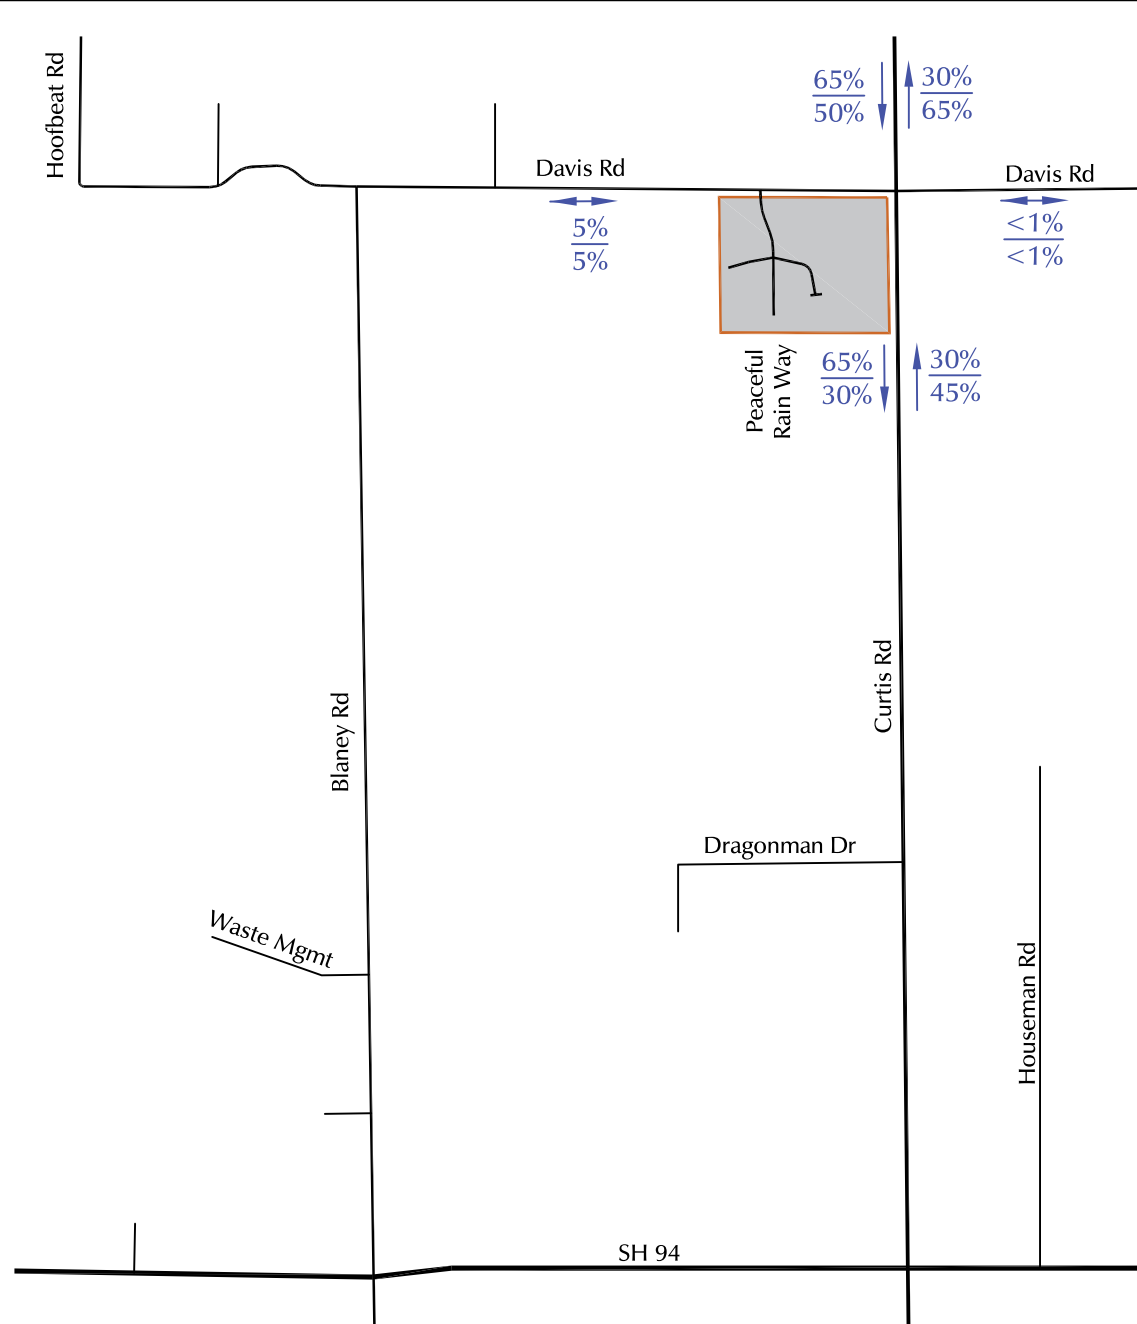 Hoofbeat Rd
65%
50%
30%
65%
Davis Rd
Davis Rd
5%
5%
<1%
<1%
Peaceful
Rain Way
65%
30%
30%
45%
Curtis Rd
Blaney Rd
Dragonman Dr
Waste Mgmt
Houseman Rd
SH 94